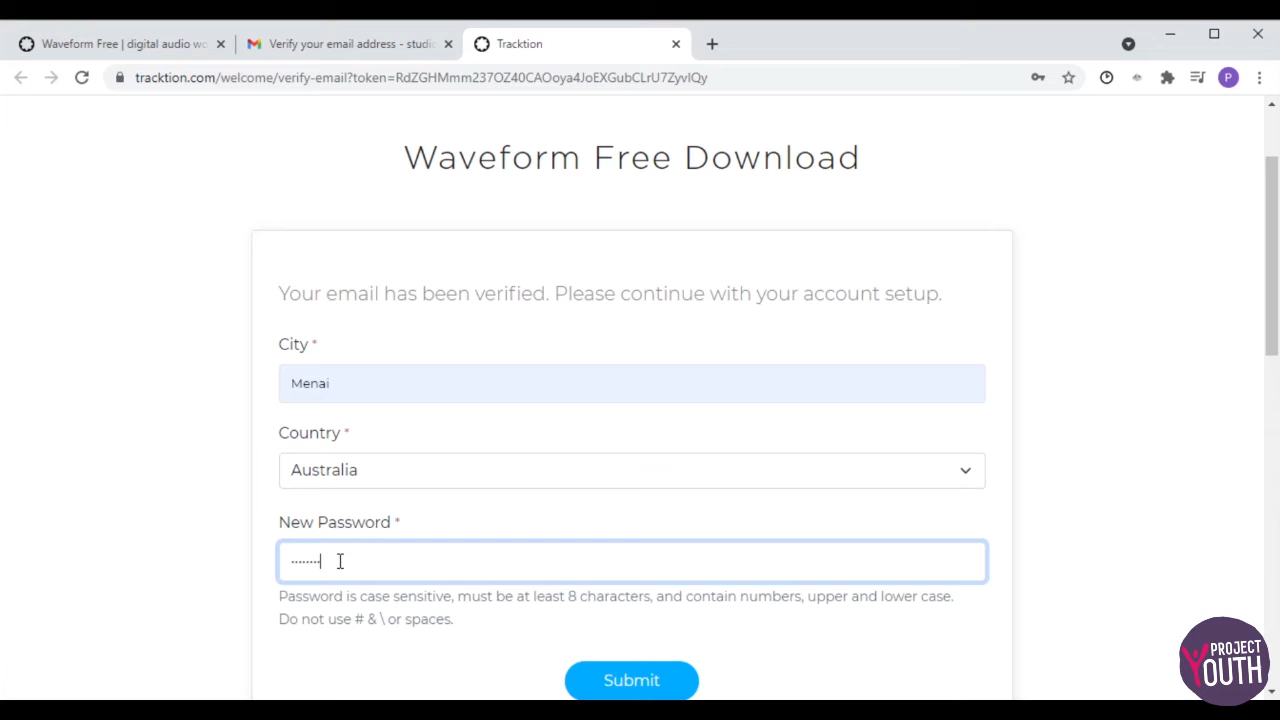 Waveform Free | digital audio wo
Verify your email address - studio
Tracktion
tracktion.com/welcome/verify-email?token=RdZGHMmm237OZ40CAOoya4JoEXGubCLrU7ZyvlQy
P
Waveform Free Download
Your email has been verified. Please continue with your account setup.
City *
Menai
Country *
Australia
New Password *
········
Password is case sensitive, must be at least 8 characters, and contain numbers, upper and lower case.
Do not use # & \ or spaces.
Submit
PROJECT
YOUTH